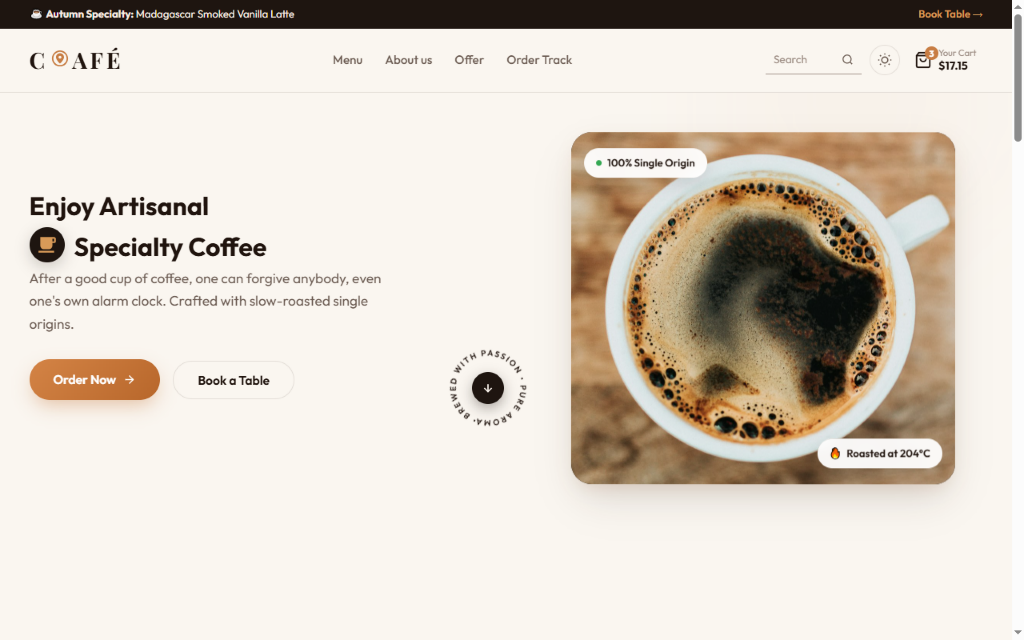 ☕ Autumn Specialty: Madagascar Smoked Vanilla Latte
Book Table →
C AFÉ
Menu
About us
Offer
Order Track
Search
3
Your Cart
$17.15
100% Single Origin
Enjoy Artisanal
Specialty Coffee
After a good cup of coffee, one can forgive anybody, even
one's own alarm clock. Crafted with slow-roasted single
origins.
Order Now →
Book a Table
BREWED WITH PASSION • PURE AROMA •
🔥 Roasted at 204°C